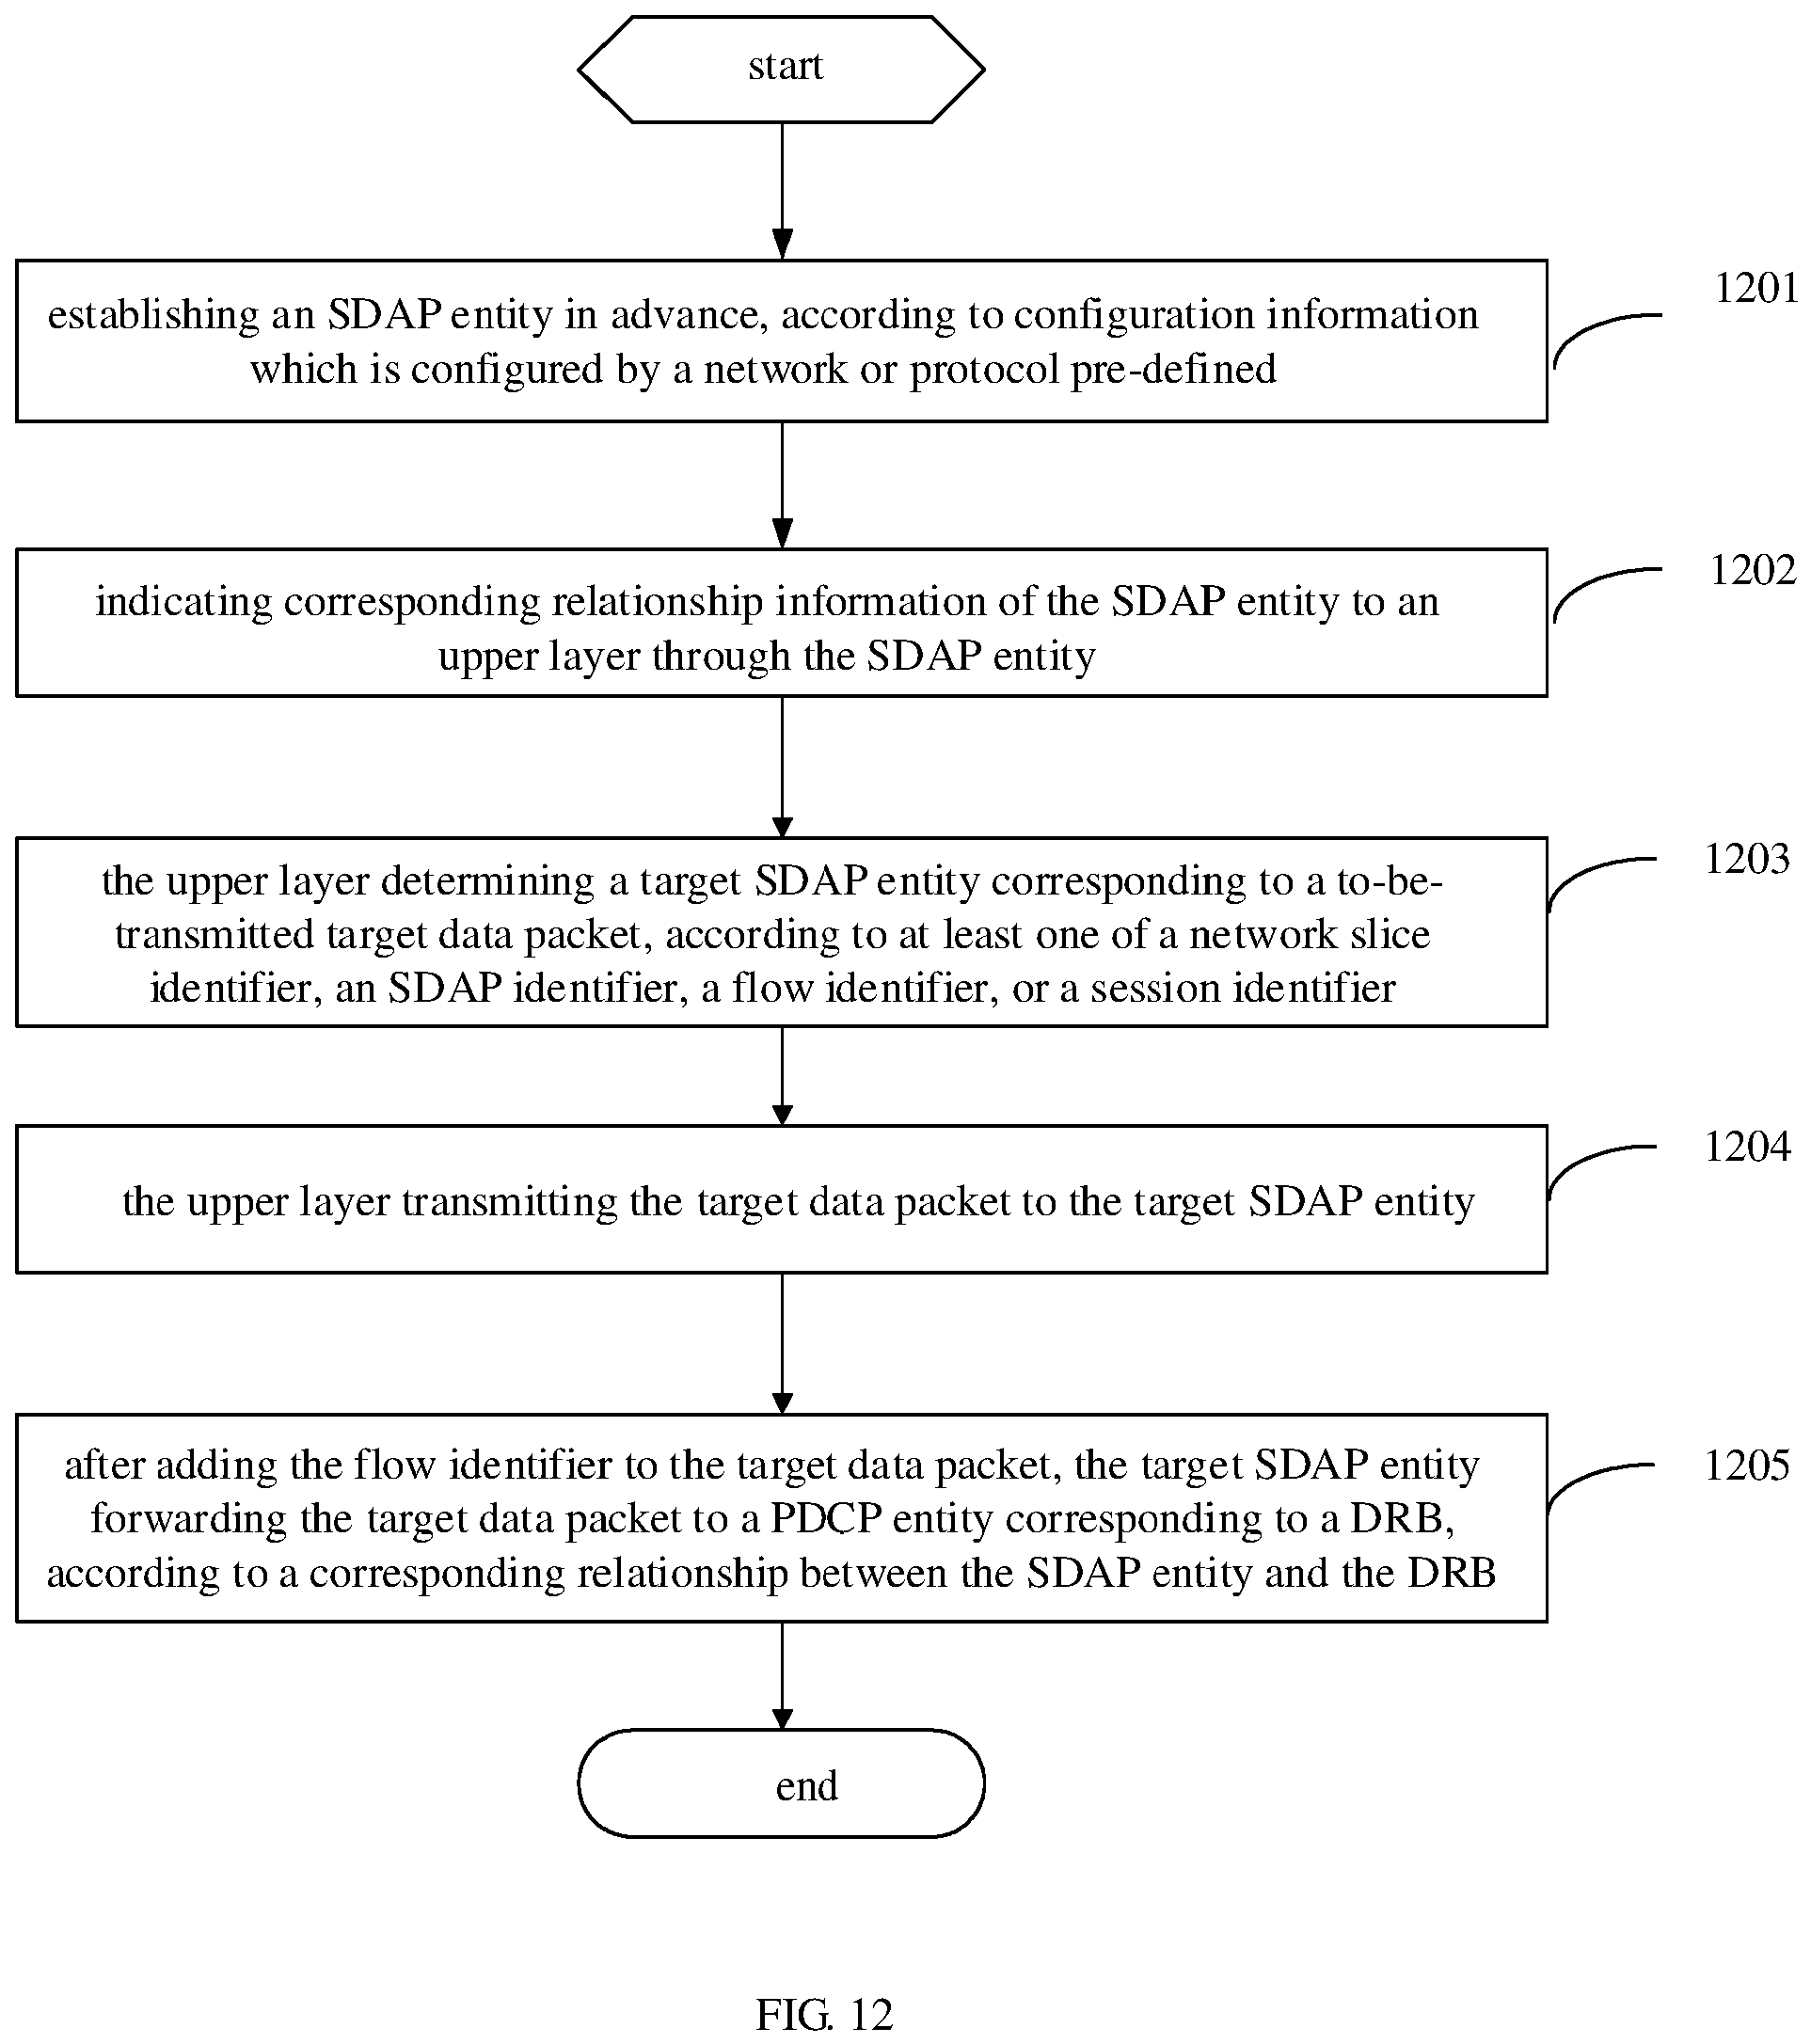 start
establishing an SDAP entity in advance, according to configuration information
which is configured by a network or protocol pre-defined
1201
indicating corresponding relationship information of the SDAP entity to an
upper layer through the SDAP entity
1202
the upper layer determining a target SDAP entity corresponding to a to-be-
transmitted target data packet, according to at least one of a network slice
identifier, an SDAP identifier, a flow identifier, or a session identifier
1203
the upper layer transmitting the target data packet to the target SDAP entity
1204
after adding the flow identifier to the target data packet, the target SDAP entity
forwarding the target data packet to a PDCP entity corresponding to a DRB,
according to a corresponding relationship between the SDAP entity and the DRB
1205
end
FIG. 12